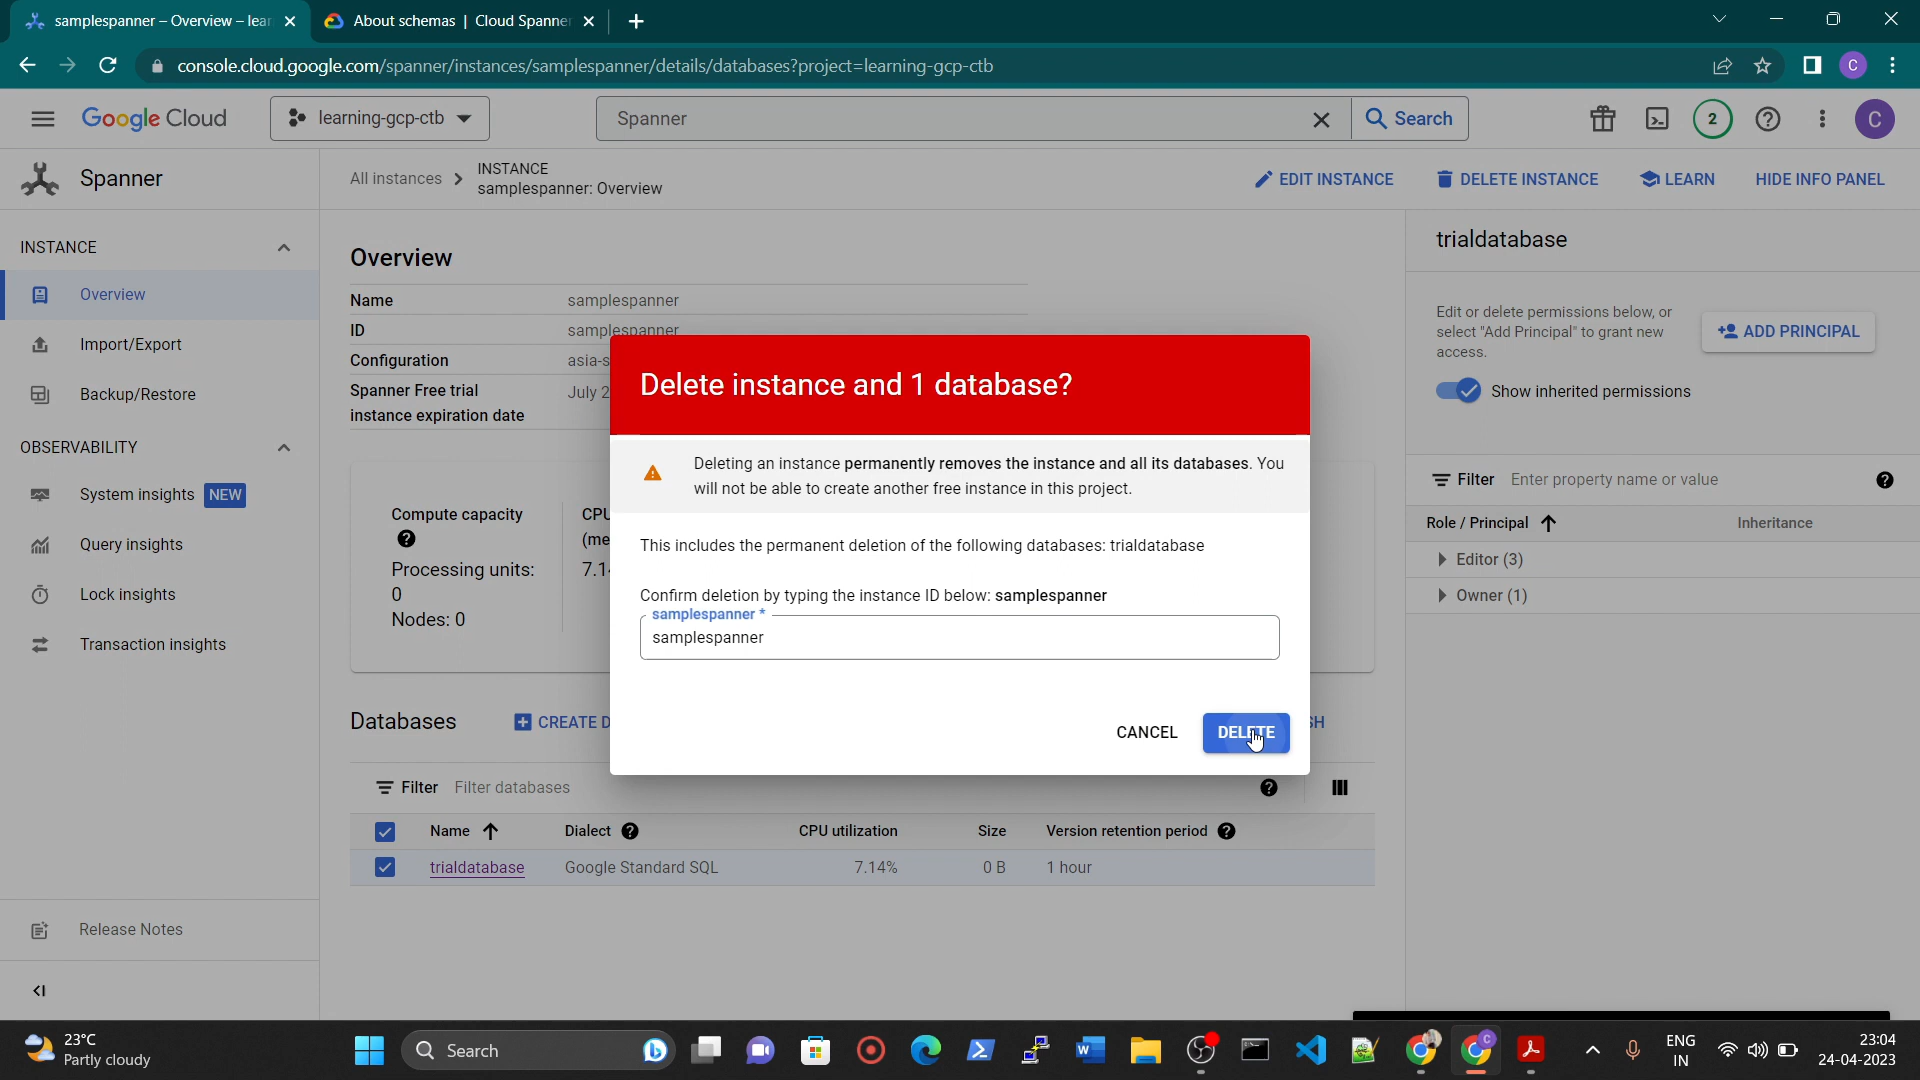 samplespanner – Overview – lear
About schemas | Cloud Spanner
console.cloud.google.com/spanner/instances/samplespanner/details/databases?project=learning-gcp-ctb
C
Google Cloud
learning-gcp-ctb
Spanner
Search
2
C
Spanner
All instances
INSTANCE
samplespanner: Overview
EDIT INSTANCE
DELETE INSTANCE
LEARN
HIDE INFO PANEL
INSTANCE
Overview
Import/Export
Backup/Restore
OBSERVABILITY
System insights NEW
Query insights
Lock insights
Transaction insights
Release Notes
Overview
Name samplespanner
ID samplespanner
Configuration asia-s
Spanner Free trial
instance expiration date
July 2
Compute capacity
Processing units:
0
Nodes: 0
CPU
(me
7.1
Databases
CREATE D
SH
Filter Filter databases
Name Dialect CPU utilization Size Version retention period
trialdatabase Google Standard SQL 7.14% 0 B 1 hour
Delete instance and 1 database?
Deleting an instance permanently removes the instance and all its databases. You
will not be able to create another free instance in this project.
This includes the permanent deletion of the following databases: trialdatabase
Confirm deletion by typing the instance ID below: samplespanner
samplespanner *
samplespanner
CANCEL
DELETE
trialdatabase
Edit or delete permissions below, or
select "Add Principal" to grant new
access.
ADD PRINCIPAL
Show inherited permissions
Filter Enter property name or value
Role / Principal Inheritance
Editor (3)
Owner (1)
23°C
Partly cloudy
Search
ENG
IN
23:04
24-04-2023